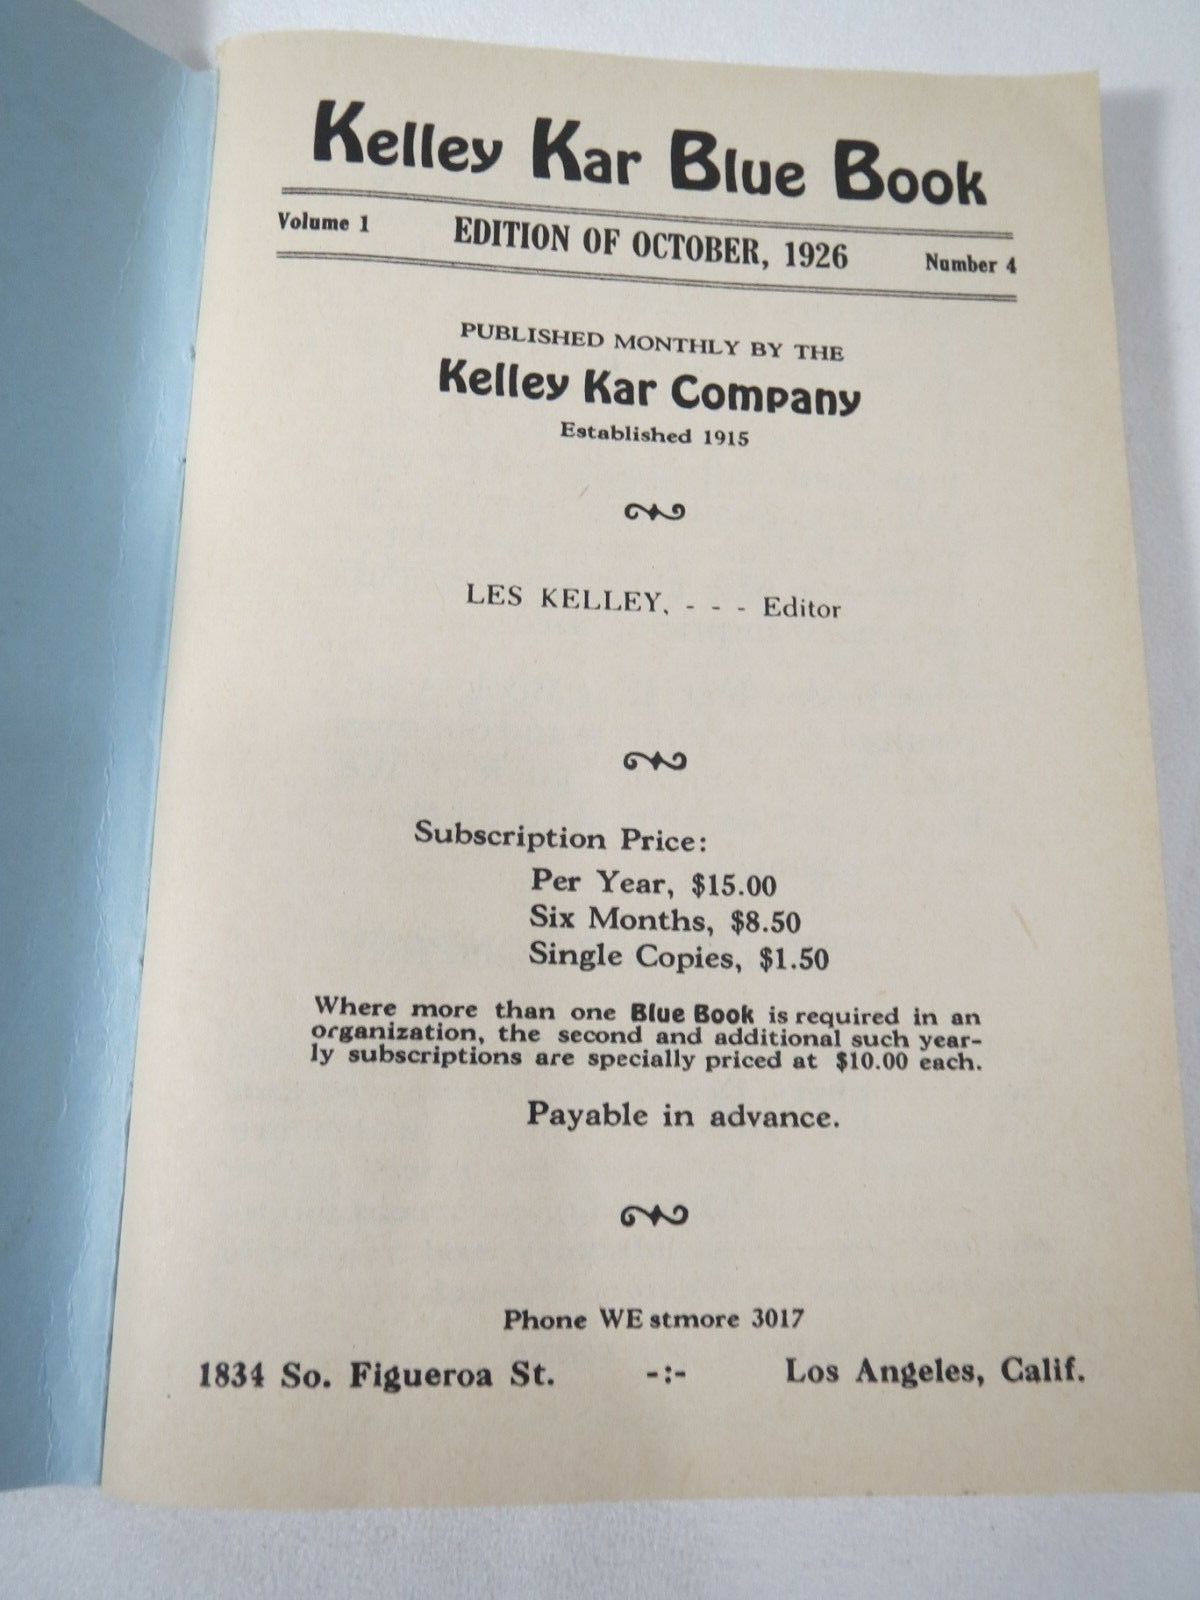 Kelley Kar Blue Book
Volume 1 EDITION OF OCTOBER, 1926 Number 4
PUBLISHED MONTHLY BY THE
Kelley Kar Company
Established 1915
LES KELLEY, - - - Editor
Subscription Price:
Per Year, $15.00
Six Months, $8.50
Single Copies, $1.50
Where more than one Blue Book is required in an
organization, the second and additional such year-
ly subscriptions are specially priced at $10.00 each.
Payable in advance.
Phone WE stmore 3017
1834 So. Figueroa St. -:- Los Angeles, Calif.